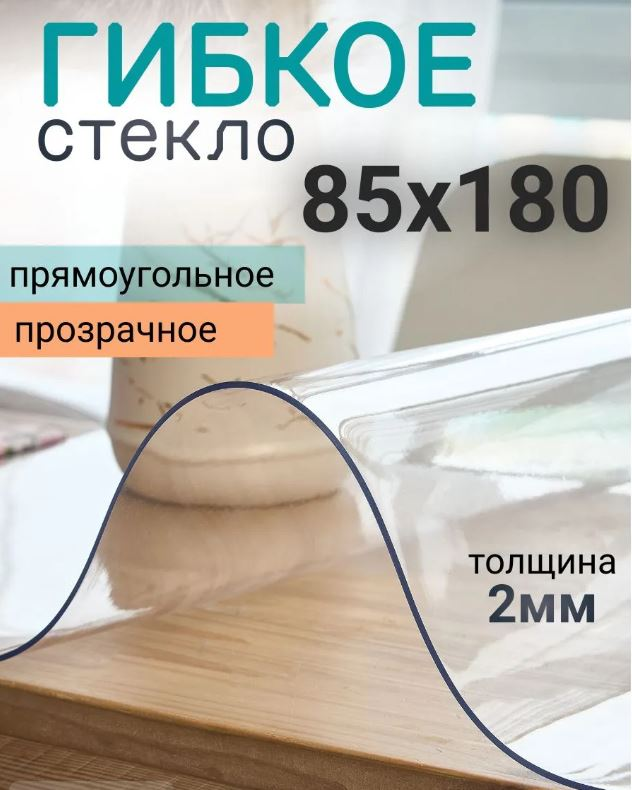 ГИБКОЕ
стекло
85x180
прямоугольное
прозрачное
толщина
2мм